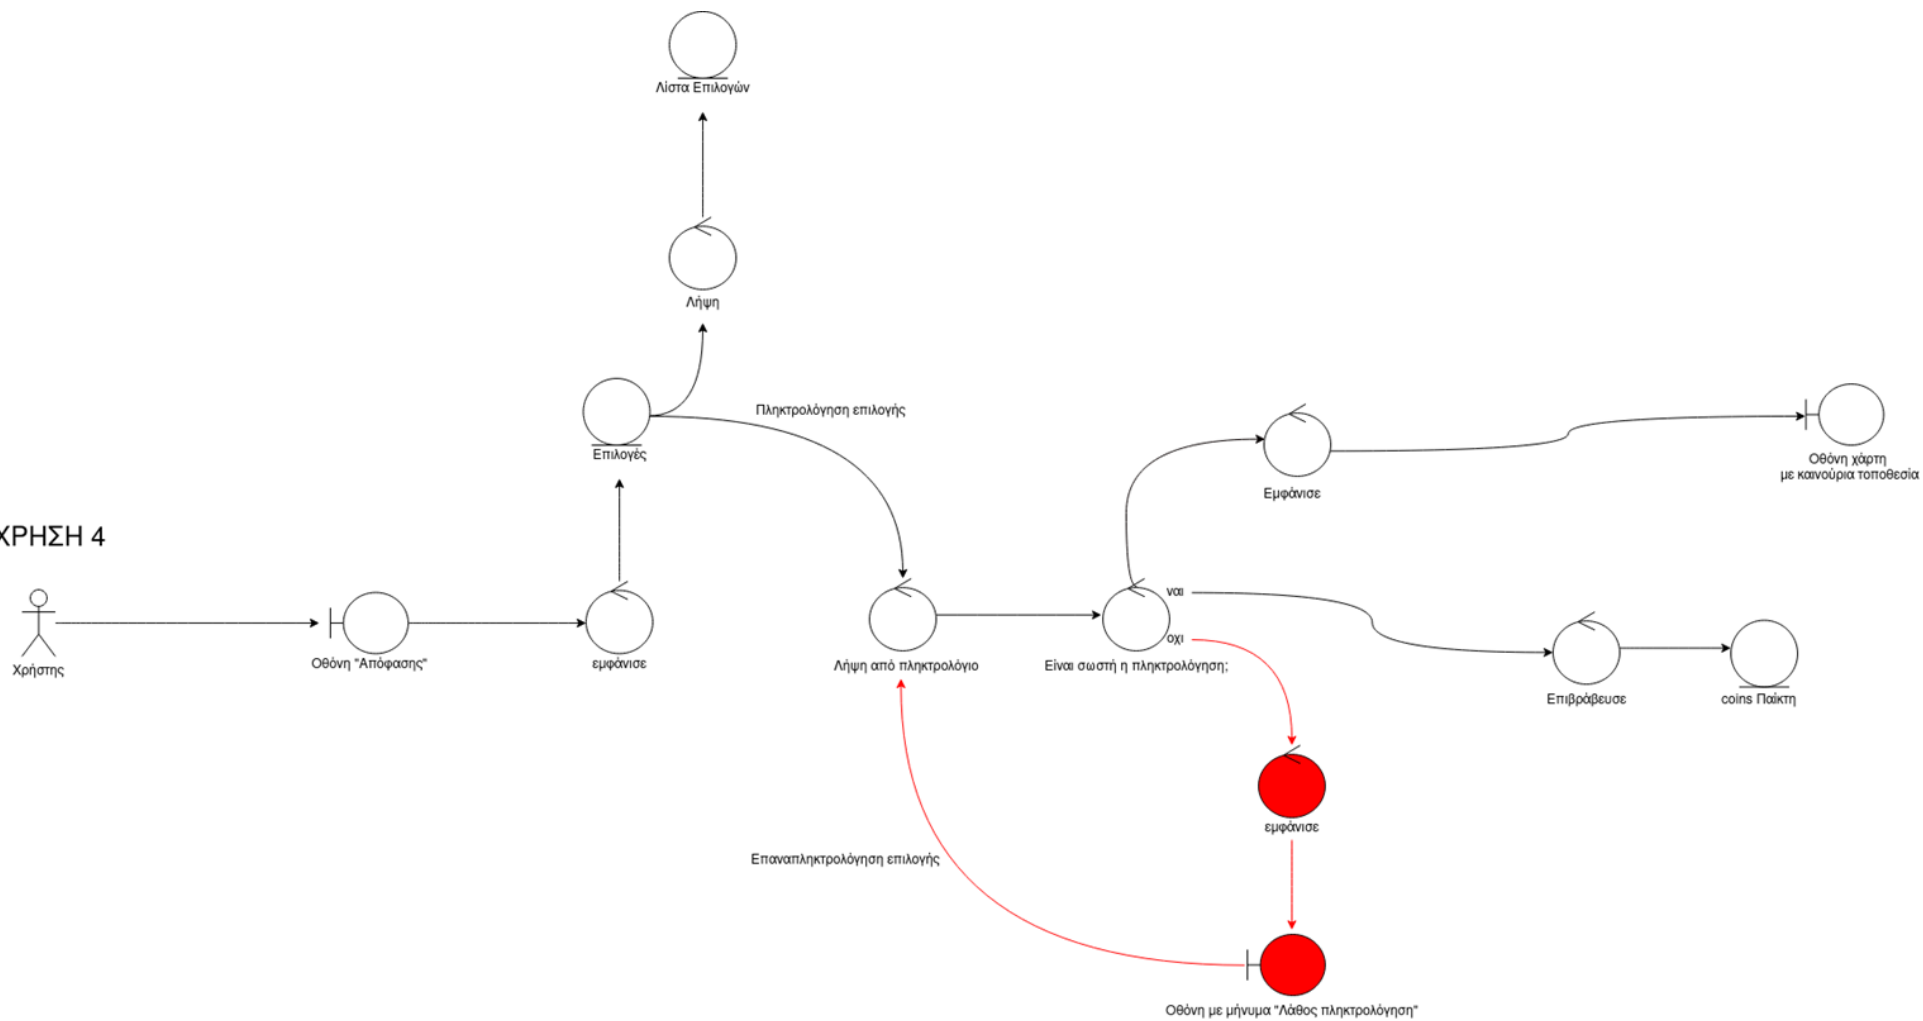 Λίστα Επιλογών
Λήψη
Πληκτρολόγηση επιλογής
Επιλογές
Εμφάνισε
Οθόνη χάρτη
με καινούρια τοποθεσία
ΧΡΗΣΗ 4
Χρήστης
Οθόνη "Απόφασης"
εμφάνισε
Λήψη από πληκτρολόγιο
Είναι σωστή η πληκτρολόγηση;
ναι
οχι
Επιβράβευσε
coins Παίκτη
εμφάνισε
Επαναπληκτρολόγηση επιλογής
Οθόνη με μήνυμα "Λάθος πληκτρολόγηση"